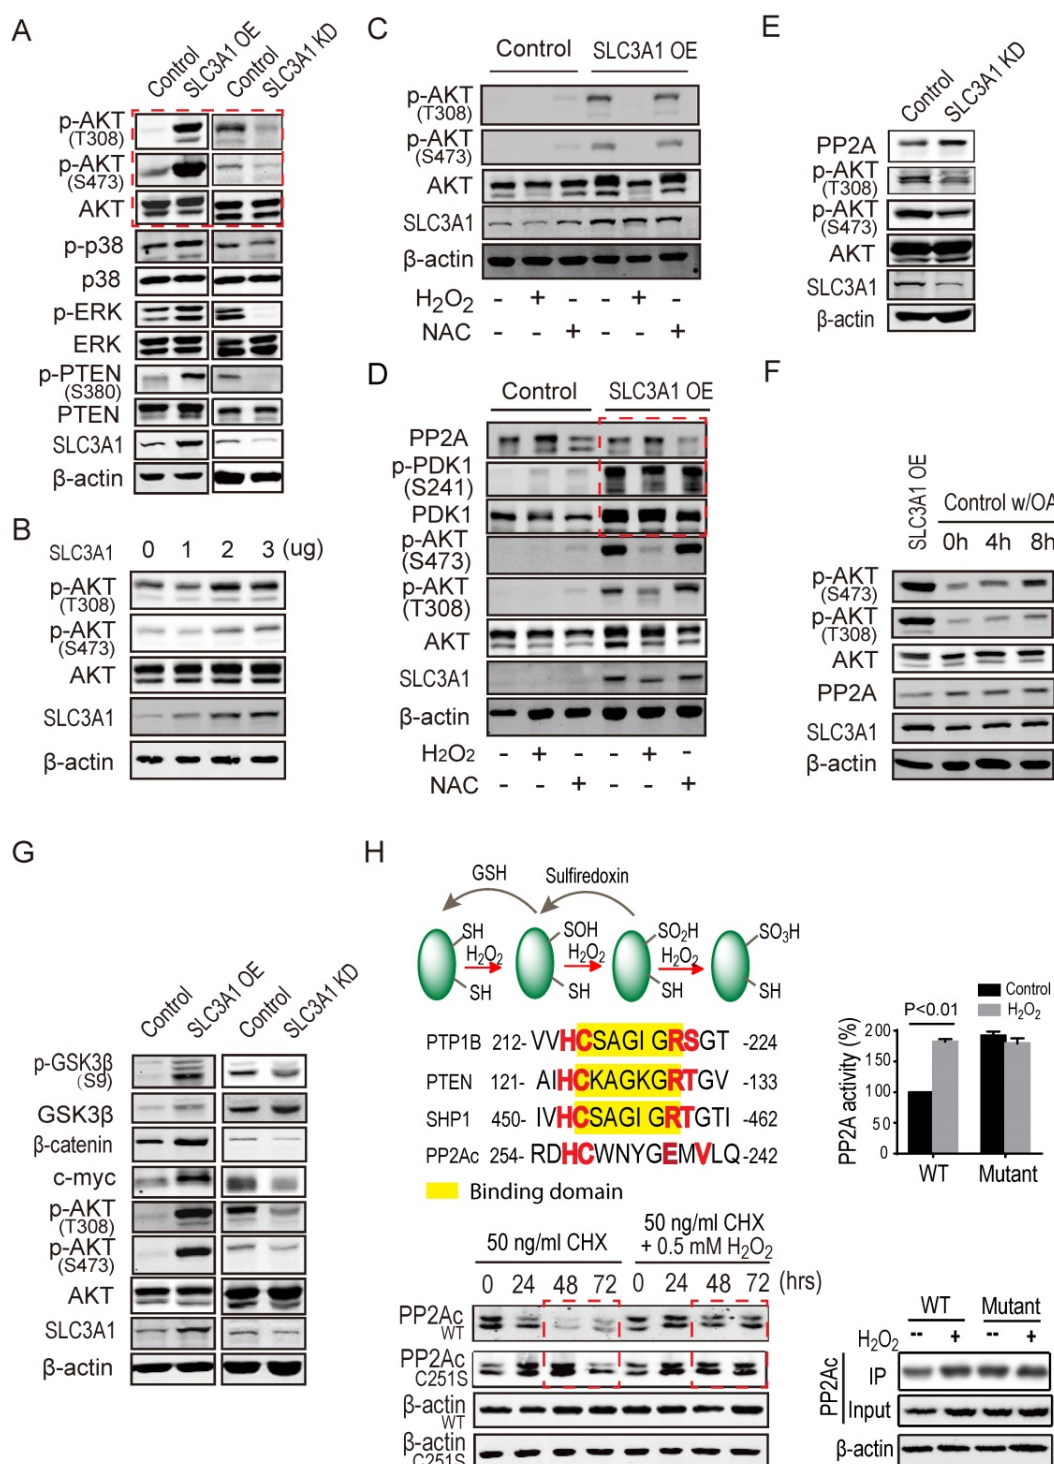 A
Control
SLC3A1 OE
Control
SLC3A1 KD
p-AKT
(T308)
p-AKT
(S473)
AKT
p-p38
p38
p-ERK
ERK
p-PTEN
(S380)
PTEN
SLC3A1
β-actin
B
SLC3A1 0 1 2 3 (ug)
p-AKT
(T308)
p-AKT
(S473)
AKT
SLC3A1
β-actin
C
Control SLC3A1 OE
p-AKT
(T308)
p-AKT
(S473)
AKT
SLC3A1
β-actin
H2O2 - + - - + -
NAC - - + - - +
D
Control SLC3A1 OE
PP2A
p-PDK1
(S241)
PDK1
p-AKT
(S473)
p-AKT
(T308)
AKT
SLC3A1
β-actin
H2O2 - + - - + -
NAC - - + - - +
E
Control
SLC3A1 KD
PP2A
p-AKT
(T308)
p-AKT
(S473)
AKT
SLC3A1
β-actin
F
SLC3A1 OE
Control w/OA
0h 4h 8h
p-AKT
(S473)
p-AKT
(T308)
AKT
PP2A
SLC3A1
β-actin
G
Control
SLC3A1 OE
Control
SLC3A1 KD
p-GSK3β
(S9)
GSK3β
β-catenin
c-myc
p-AKT
(T308)
p-AKT
(S473)
AKT
SLC3A1
β-actin
H
GSH Sulfiredoxin
SH SOH SO2H SO3H
H2O2 H2O2 H2O2
SH SH SH SH
PTP1B 212- VVHCSAGI GRSGT -224
PTEN 121- AIHCKAGKGRTGV -133
SHP1 450- IVHCSAGI GRTGTI -462
PP2Ac 254- RDHCWNYGEMVLQ -242
Binding domain
Control
H2O2
P<0.01
PP2A activity (%)
200
150
100
50
0
WT Mutant
50 ng/ml CHX
50 ng/ml CHX
+ 0.5 mM H2O2
0 24 48 72 0 24 48 72 (hrs)
PP2Ac
WT
PP2Ac
C251S
β-actin
WT
β-actin
C251S
WT Mutant
H2O2 -- + -- +
PP2Ac
IP
Input
β-actin